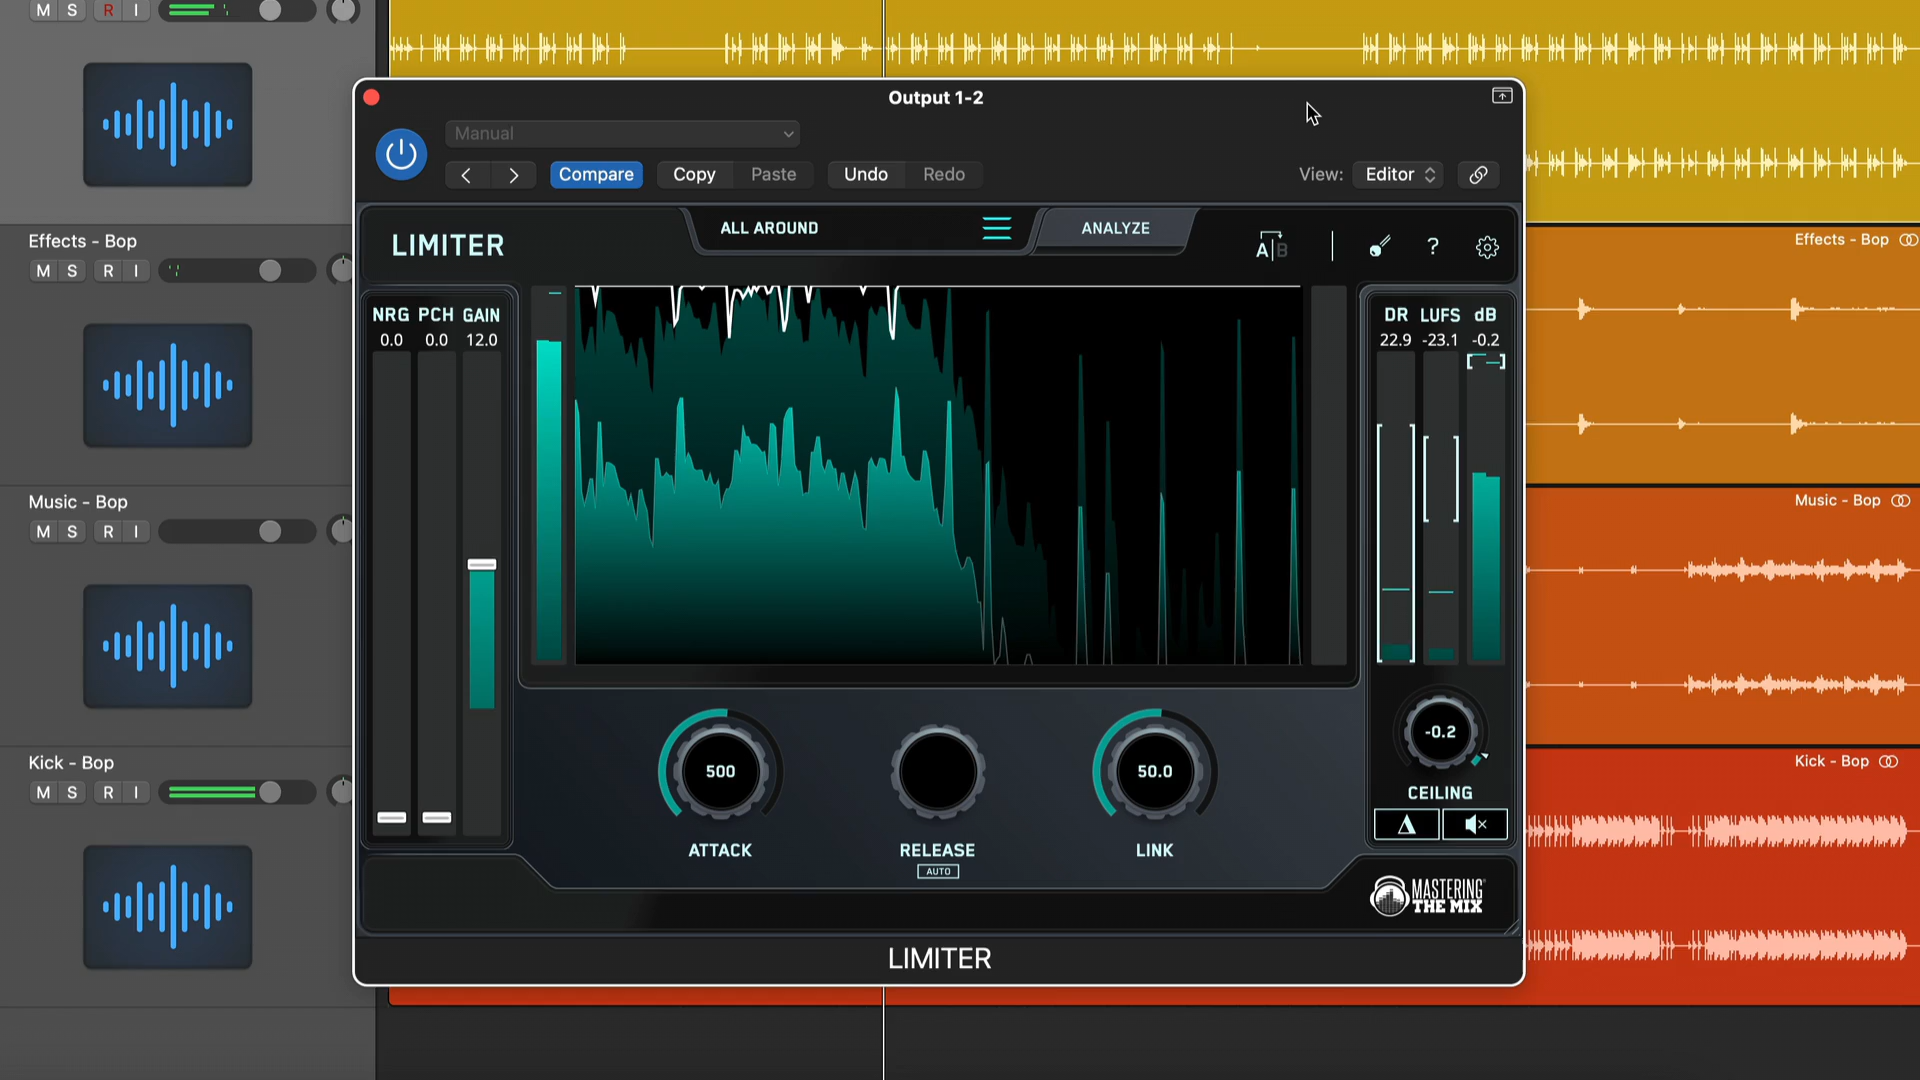 M S R I
Output 1-2
Manual
Compare Copy Paste Undo Redo View: Editor
LIMITER ALL AROUND ANALYZE A|B ?
Effects - Bop
M S R I
Effects - Bop
NRG PCH GAIN
0.0 0.0 12.0
DR LUFS dB
22.9 -23.1 -0.2
Music - Bop
M S R I
Music - Bop
Kick - Bop
M S R I
Kick - Bop
500 50.0 -0.2
CEILING
ATTACK RELEASE LINK
AUTO
MASTERING
THE MIX
LIMITER